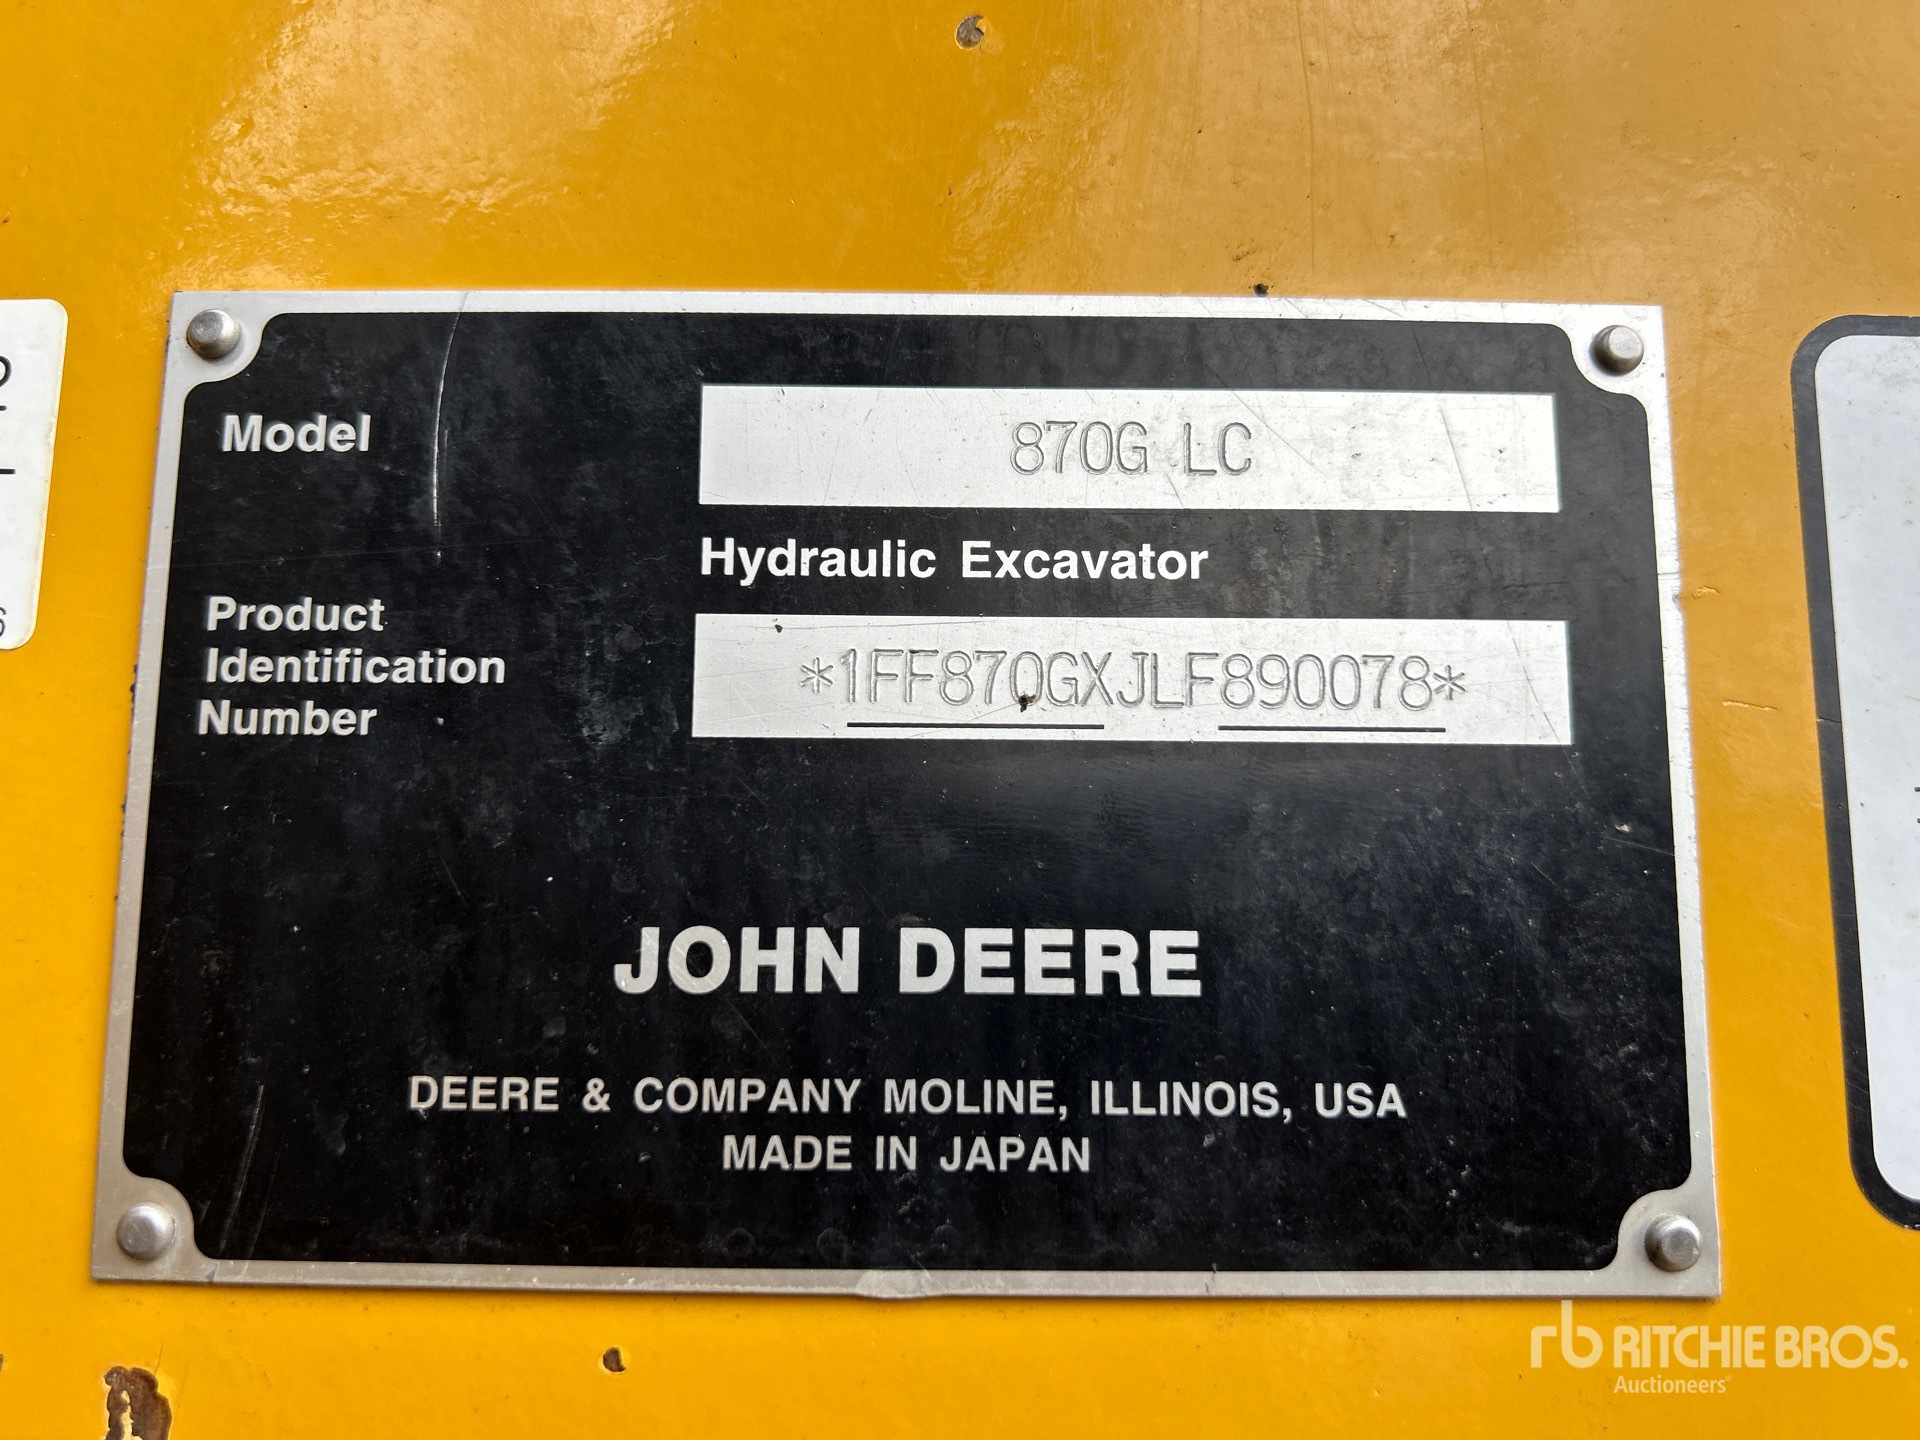 Model
870G LC
Hydraulic Excavator
Product
Identification
Number
*1FF870GXJLF890078*
JOHN DEERE
DEERE & COMPANY MOLINE, ILLINOIS, USA
MADE IN JAPAN
rb RITCHIE BROS.
Auctioneers